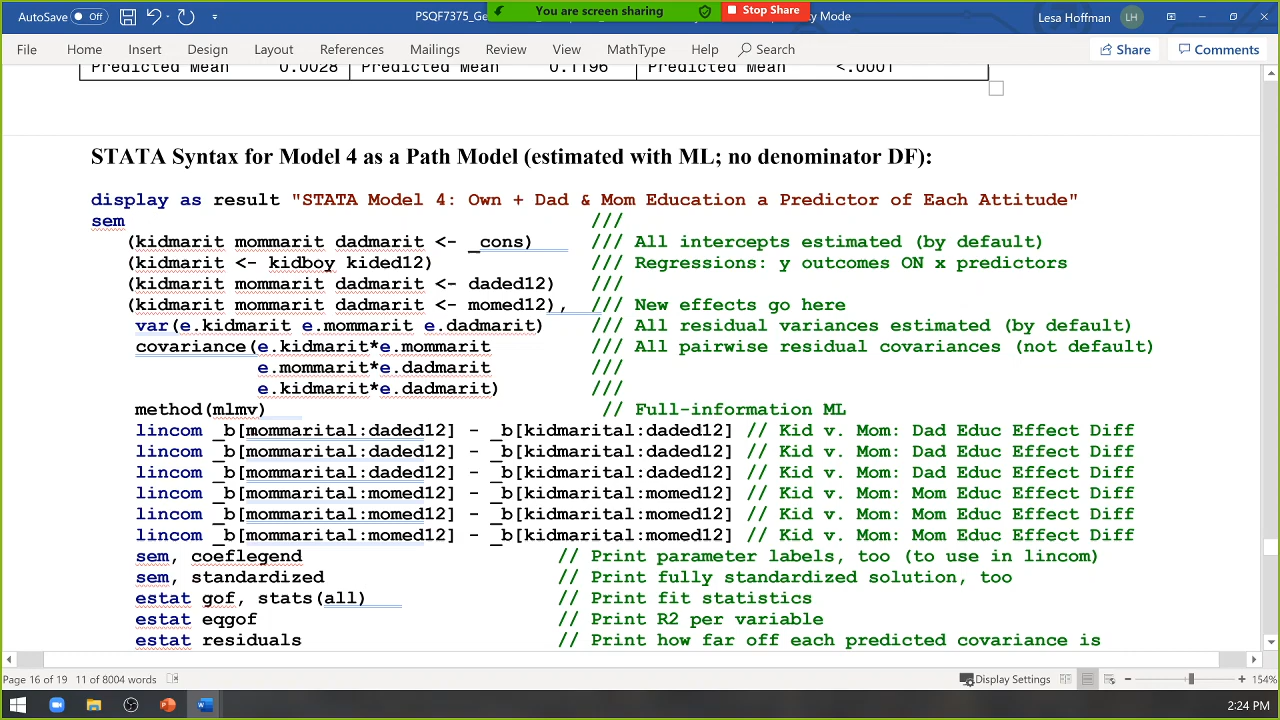 AutoSave Off PSQF7375_Ge You are screen sharing Stop Share y Mode Lesa Hoffman LH
File Home Insert Design Layout References Mailings Review View MathType Help Search Share Comments
Predicted Mean 0.0028 Predicted Mean 0.1196 Predicted Mean <.0001
STATA Syntax for Model 4 as a Path Model (estimated with ML; no denominator DF):
display as result "STATA Model 4: Own + Dad & Mom Education a Predictor of Each Attitude"
sem ///
(kidmarit mommarit dadmarit <- _cons) /// All intercepts estimated (by default)
(kidmarit <- kidboy kided12) /// Regressions: y outcomes ON x predictors
(kidmarit mommarit dadmarit <- daded12) ///
(kidmarit mommarit dadmarit <- momed12), /// New effects go here
var(e.kidmarit e.mommarit e.dadmarit) /// All residual variances estimated (by default)
covariance(e.kidmarit*e.mommarit /// All pairwise residual covariances (not default)
e.mommarit*e.dadmarit ///
e.kidmarit*e.dadmarit) ///
method(mlmv) // Full-information ML
lincom _b[mommarital:daded12] - _b[kidmarital:daded12] // Kid v. Mom: Dad Educ Effect Diff
lincom _b[mommarital:daded12] - _b[kidmarital:daded12] // Kid v. Mom: Dad Educ Effect Diff
lincom _b[mommarital:daded12] - _b[kidmarital:daded12] // Kid v. Mom: Dad Educ Effect Diff
lincom _b[mommarital:momed12] - _b[kidmarital:momed12] // Kid v. Mom: Mom Educ Effect Diff
lincom _b[mommarital:momed12] - _b[kidmarital:momed12] // Kid v. Mom: Mom Educ Effect Diff
lincom _b[mommarital:momed12] - _b[kidmarital:momed12] // Kid v. Mom: Mom Educ Effect Diff
sem, coeflegend // Print parameter labels, too (to use in lincom)
sem, standardized // Print fully standardized solution, too
estat gof, stats(all) // Print fit statistics
estat eqgof // Print R2 per variable
estat residuals // Print how far off each predicted covariance is
Page 16 of 19 11 of 8004 words Display Settings 154%
2:24 PM